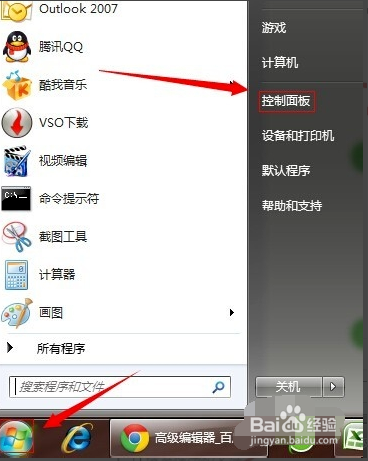 Outlook 2007
腾讯QQ
酷我音乐
VSO下载
视频编辑
命令提示符
截图工具
计算器
画图
所有程序
搜索程序和文件
游戏
计算机
控制面板
设备和打印机
默认程序
帮助和支持
关机
高级编辑器_百
Baidu 经验
jingyan.baidu.com